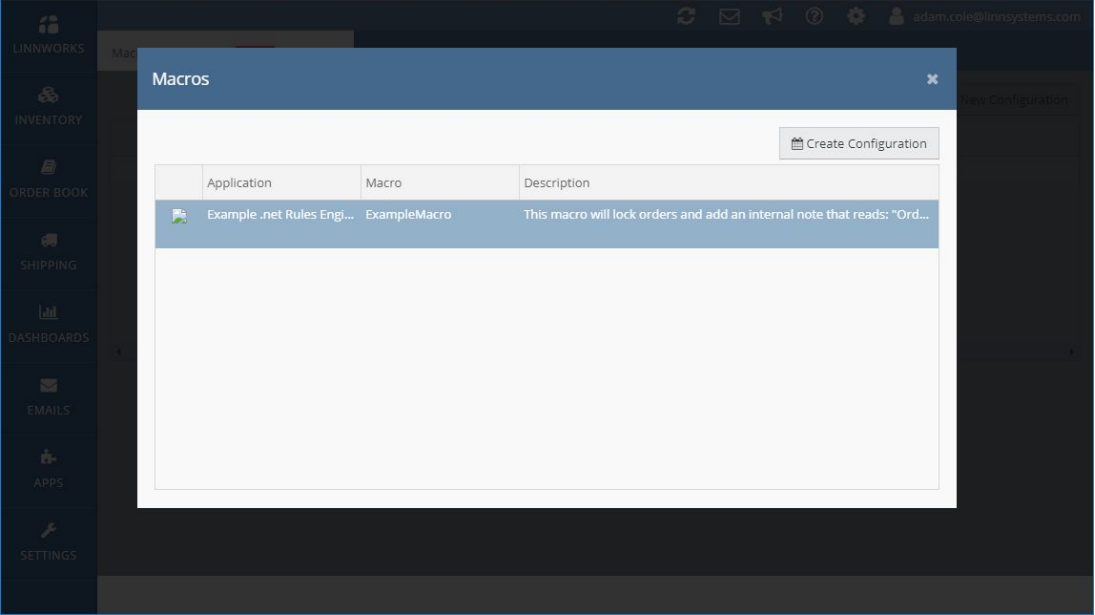 adam.cole@linnsystems.com
LINNWORKS
Mac
Macros
INVENTORY
New Configuration
Create Configuration
ORDER BOOK
Application Macro Description
Example .net Rules Engi... ExampleMacro This macro will lock orders and add an internal note that reads: "Ord...
SHIPPING
DASHBOARDS
EMAILS
APPS
SETTINGS